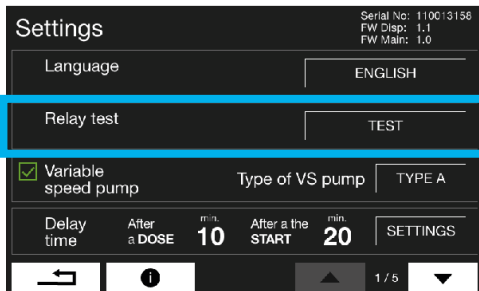 Settings
Serial No: 110013158
FW Disp: 1.1
FW Main: 1.0
Language
ENGLISH
Relay test
TEST
Variable
speed pump
Type of VS pump
TYPE A
Delay
time
After
a DOSE
min.
10
After a the
START
min.
20
SETTINGS
i
1/5